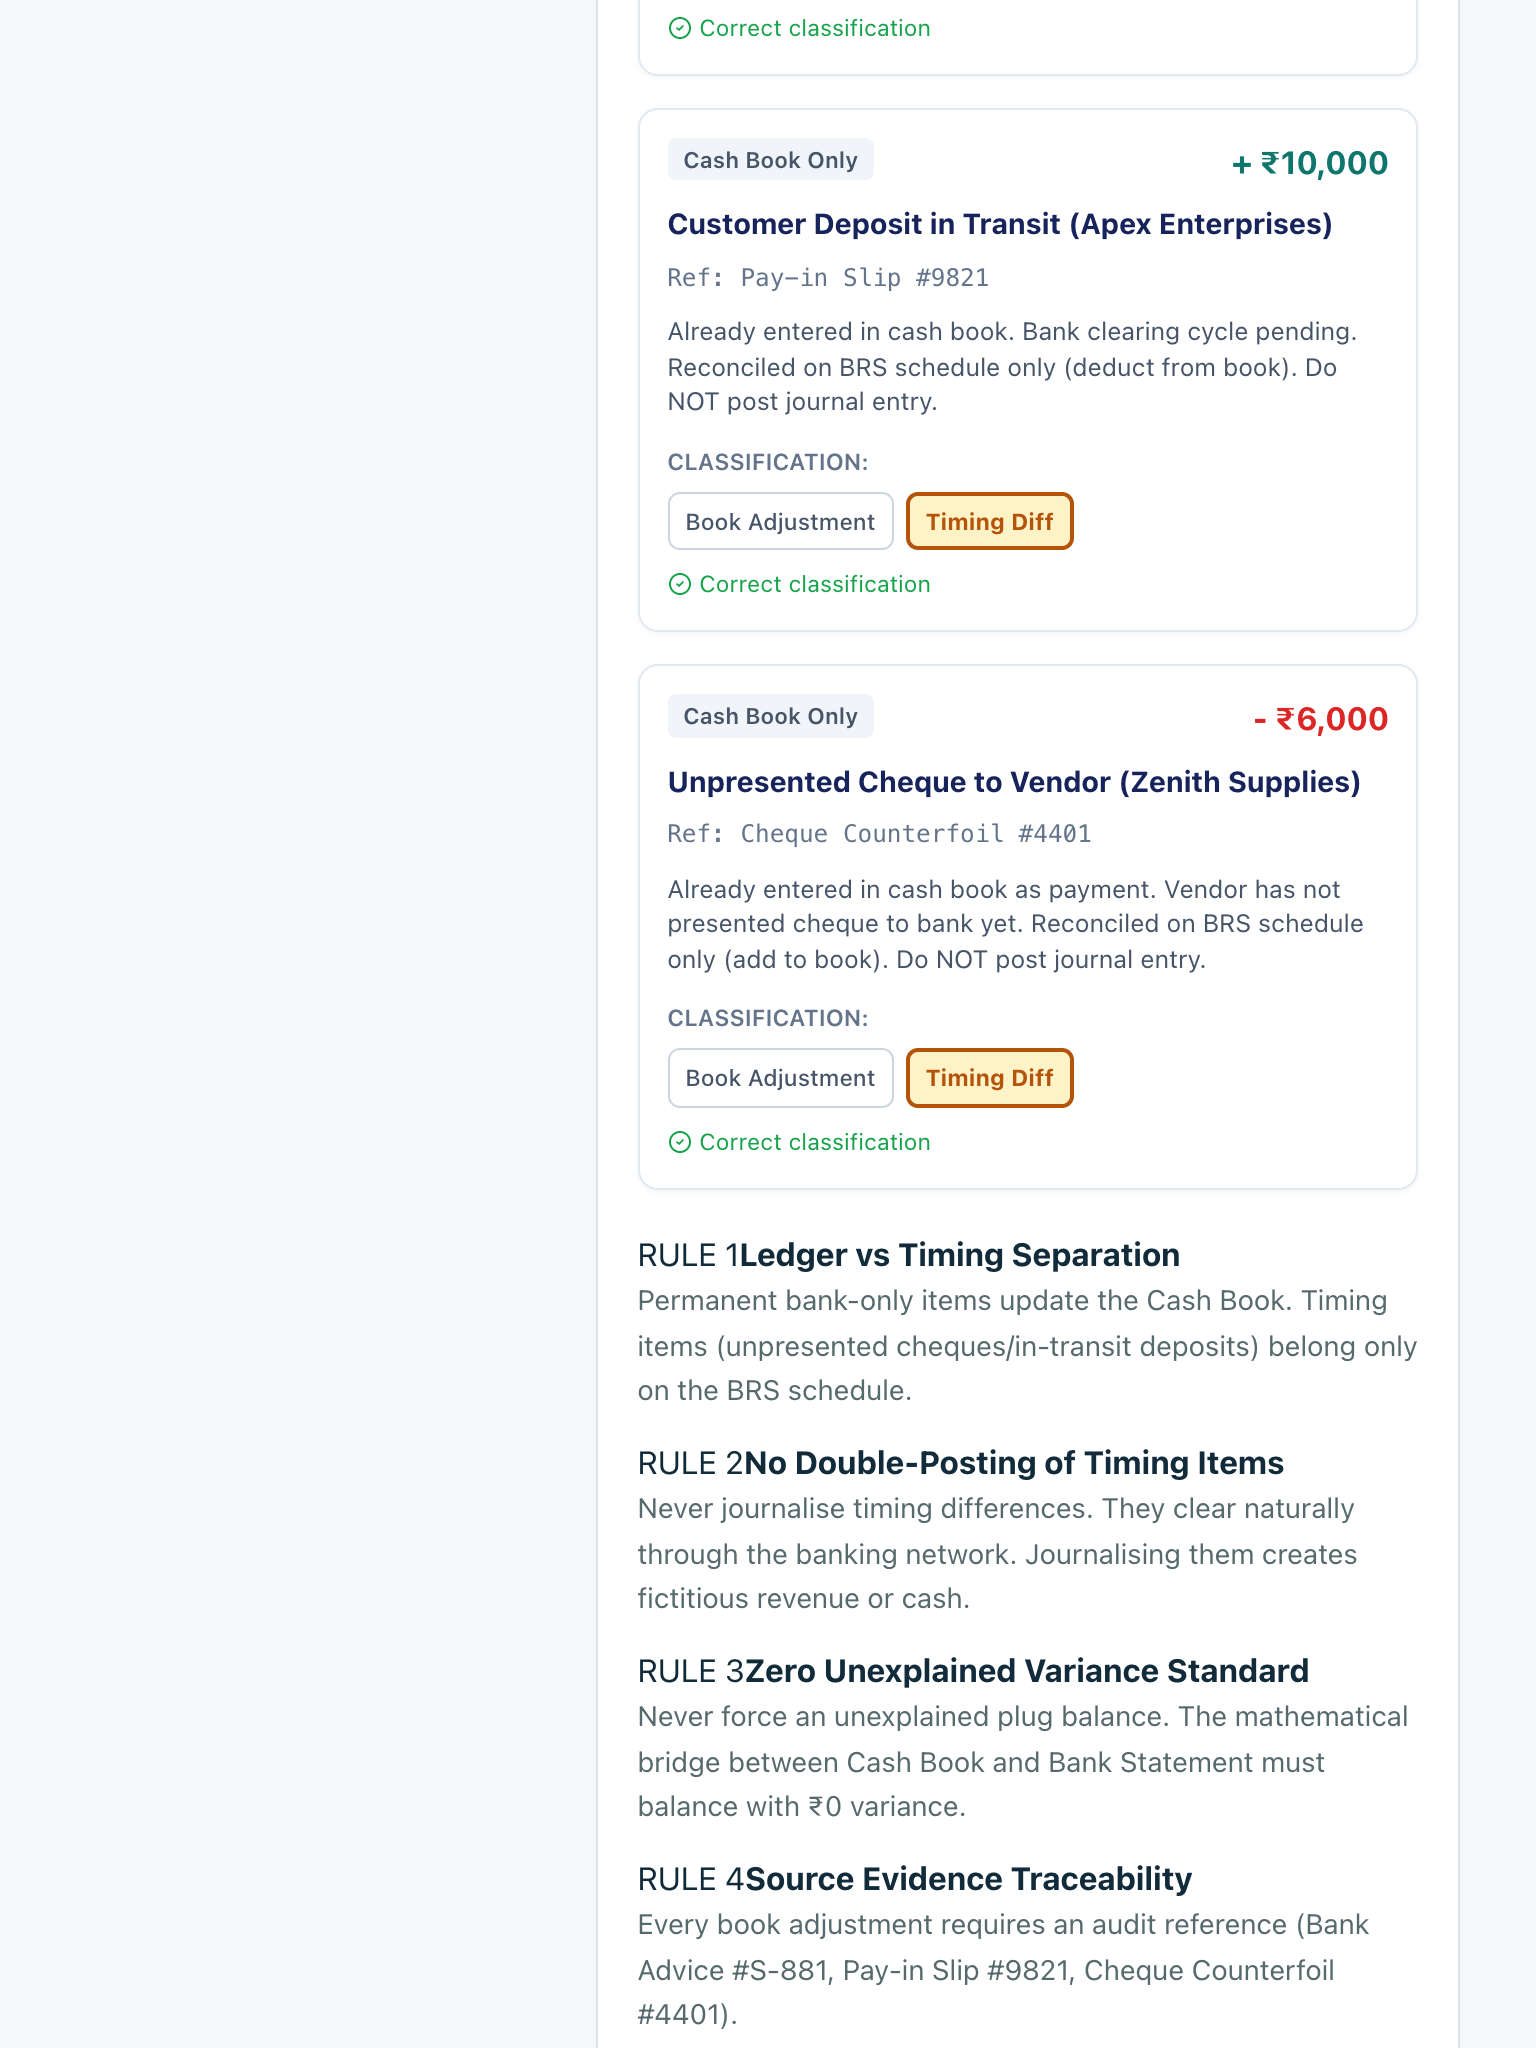 Correct classification
Cash Book Only
+ ₹10,000
Customer Deposit in Transit (Apex Enterprises)
Ref: Pay-in Slip #9821
Already entered in cash book. Bank clearing cycle pending.
Reconciled on BRS schedule only (deduct from book). Do
NOT post journal entry.
CLASSIFICATION:
Book Adjustment
Timing Diff
Correct classification
Cash Book Only
- ₹6,000
Unpresented Cheque to Vendor (Zenith Supplies)
Ref: Cheque Counterfoil #4401
Already entered in cash book as payment. Vendor has not
presented cheque to bank yet. Reconciled on BRS schedule
only (add to book). Do NOT post journal entry.
CLASSIFICATION:
Book Adjustment
Timing Diff
Correct classification
RULE 1Ledger vs Timing Separation
Permanent bank-only items update the Cash Book. Timing
items (unpresented cheques/in-transit deposits) belong only
on the BRS schedule.
RULE 2No Double-Posting of Timing Items
Never journalise timing differences. They clear naturally
through the banking network. Journalising them creates
fictitious revenue or cash.
RULE 3Zero Unexplained Variance Standard
Never force an unexplained plug balance. The mathematical
bridge between Cash Book and Bank Statement must
balance with ₹0 variance.
RULE 4Source Evidence Traceability
Every book adjustment requires an audit reference (Bank
Advice #S-881, Pay-in Slip #9821, Cheque Counterfoil
#4401).